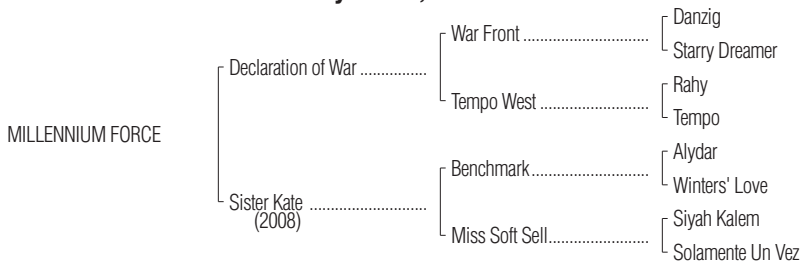 Danzig
War Front ................................
Starry Dreamer
Declaration of War ................
Rahy
Tempo West ............................
Tempo
MILLENNIUM FORCE
Alydar
Benchmark..............................
Winters' Love
Sister Kate ..............................
(2008)
Siyah Kalem
Miss Soft Sell..........................
Solamente Un Vez